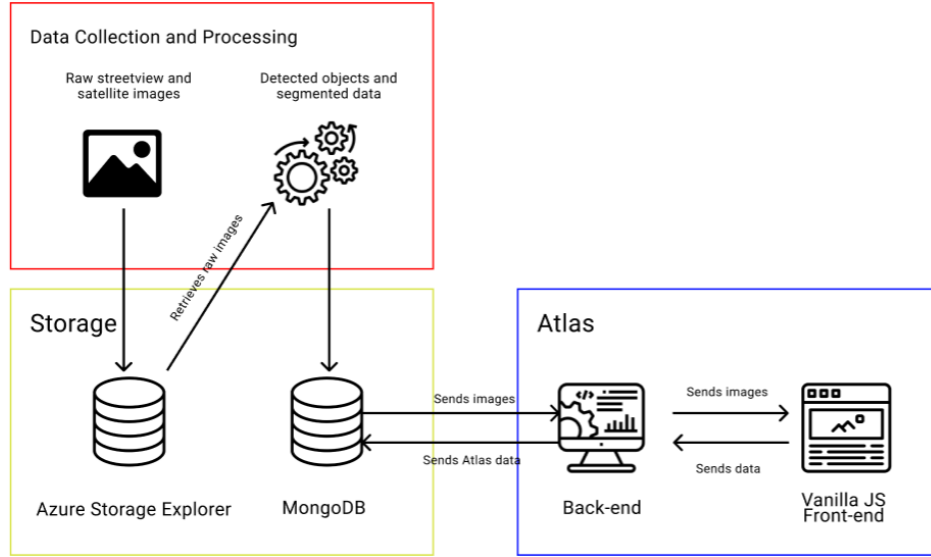 Data Collection and Processing
Raw streetview and
satellite images
Detected objects and
segmented data
Retrieves raw images
Storage
Azure Storage Explorer
MongoDB
Sends images
Sends Atlas data
Atlas
</>
Back-end
Sends images
Sends data
Vanilla JS
Front-end